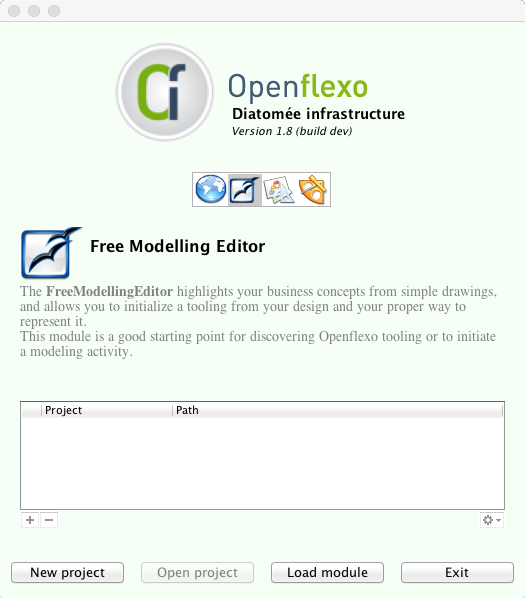 Openflexo
Diatomée infrastructure
Version 1.8 (build dev)
Free Modelling Editor
The FreeModellingEditor highlights your business concepts from simple drawings,
and allows you to initialize a tooling from your design and your proper way to
represent it.
This module is a good starting point for discovering Openflexo tooling or to initiate
a modeling activity.
Project Path
New project Open project Load module Exit